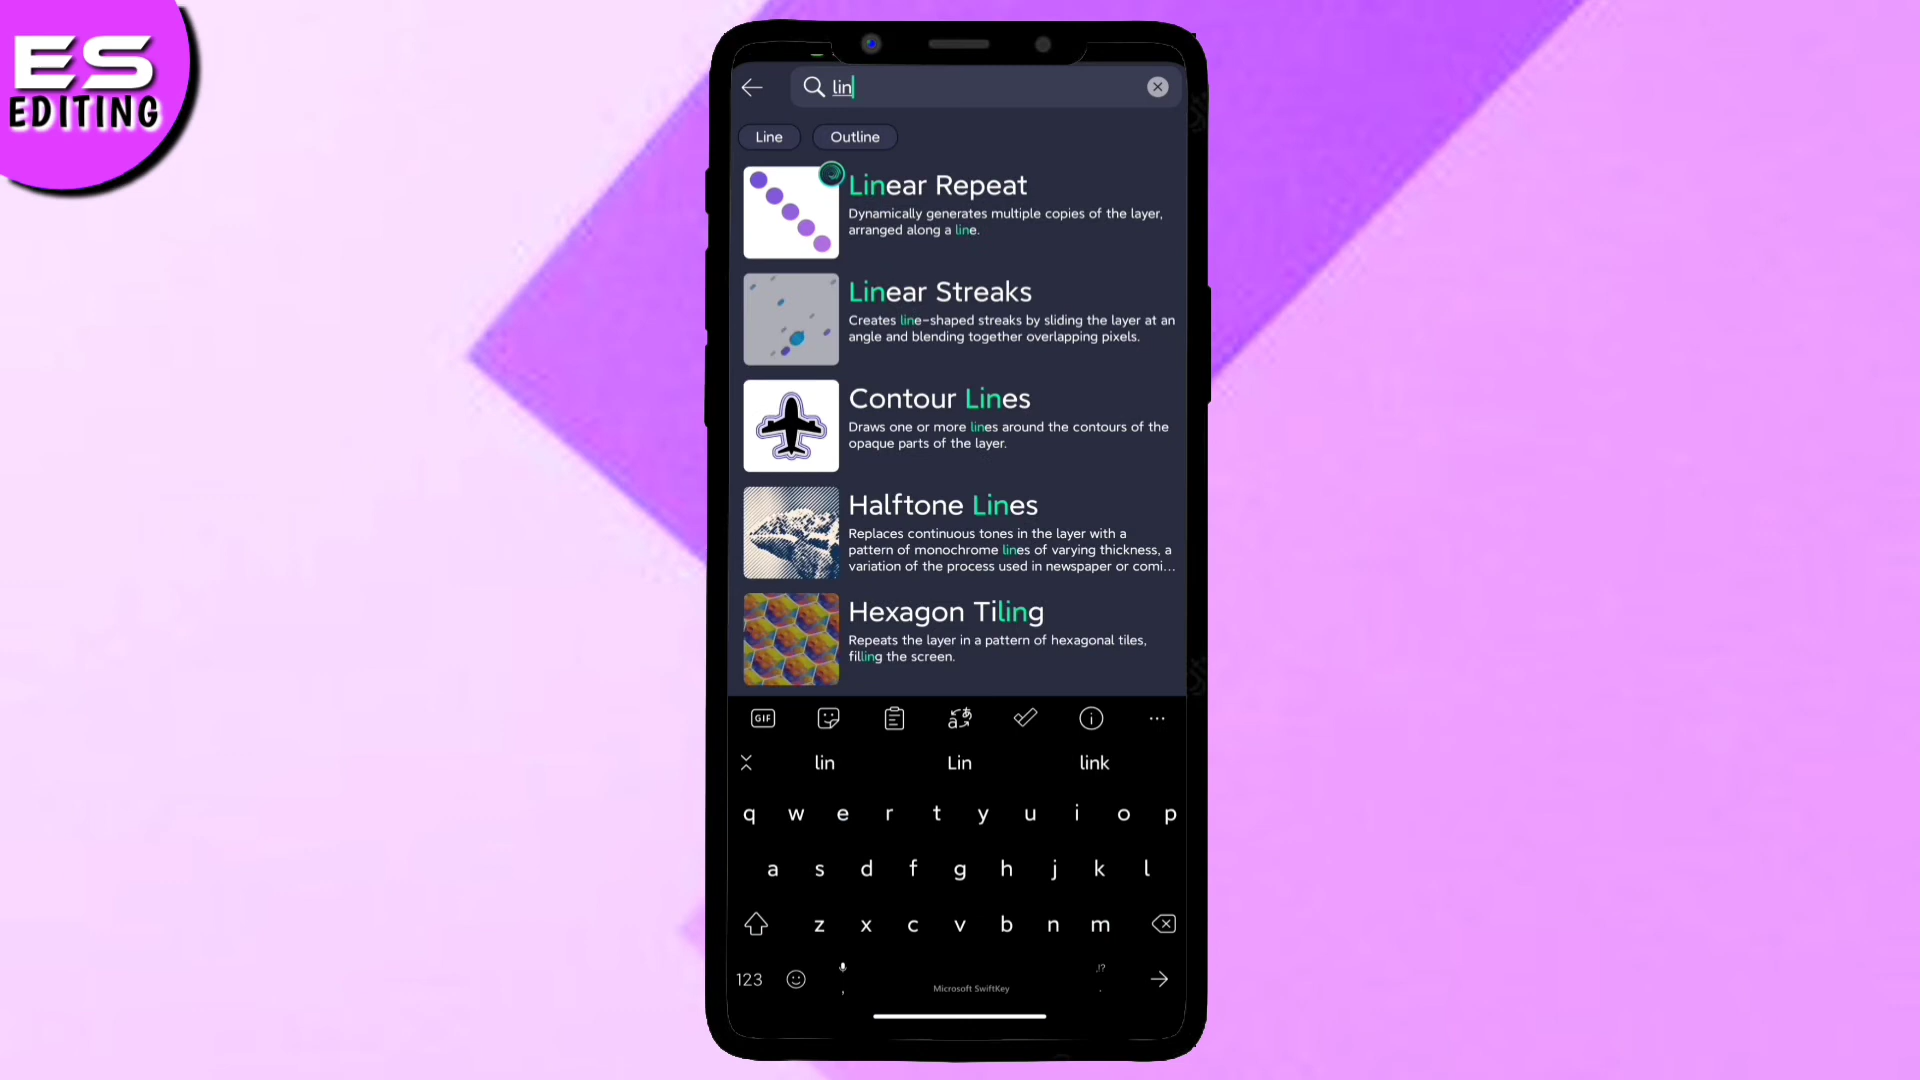 ES
EDITING
lin
Line
Outline
Linear Repeat
Dynamically generates multiple copies of the layer,
arranged along a line.
Linear Streaks
Creates line-shaped streaks by sliding the layer at an
angle and blending together overlapping pixels.
Contour Lines
Draws one or more lines around the contours of the
opaque parts of the layer.
Halftone Lines
Replaces continuous tones in the layer with a
pattern of monochrome lines of varying thickness, a
variation of the process used in newspaper or comi...
Hexagon Tiling
Repeats the layer in a pattern of hexagonal tiles,
filling the screen.
GIF
aあ
lin Lin link
q w e r t y u i o p
a s d f g h j k l
z x c v b n m
123 , Microsoft SwiftKey .!?
.